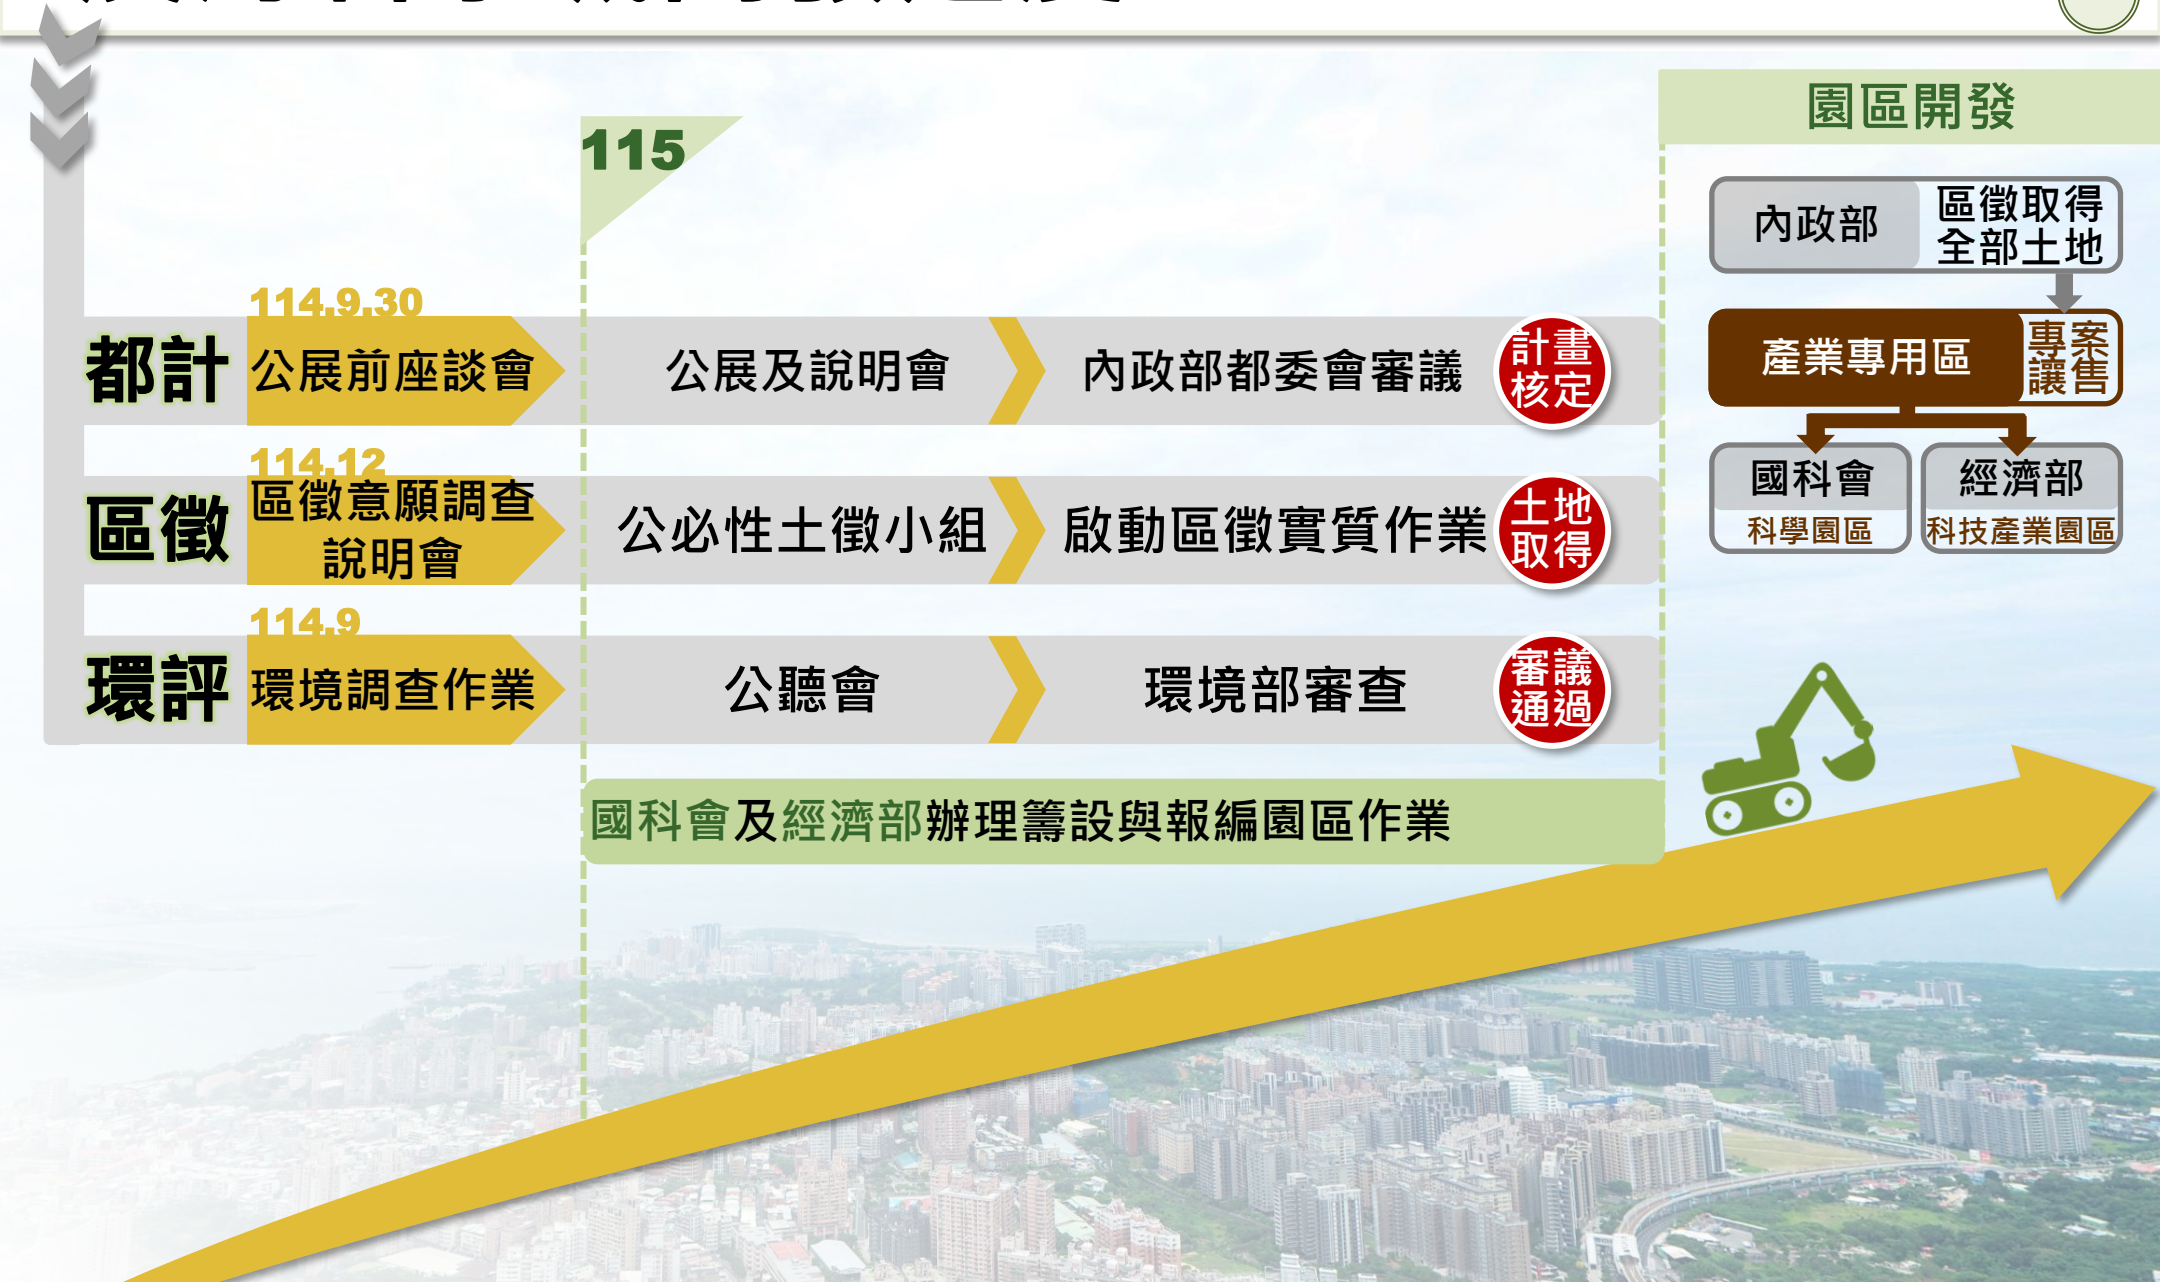 園區開發
115
內政部
區徵取得
全部土地
114.9.30
都計
公展前座談會
公展及說明會
內政部都委會審議
計畫
核定
產業專用區
專案
讓售
114.12
區徵
區徵意願調查
說明會
公必性土徵小組
啟動區徵實質作業
土地
取得
國科會
科學園區
經濟部
科技產業園區
114.9
環評
環境調查作業
公聽會
環境部審查
審議
通過
國科會及經濟部辦理籌設與報編園區作業